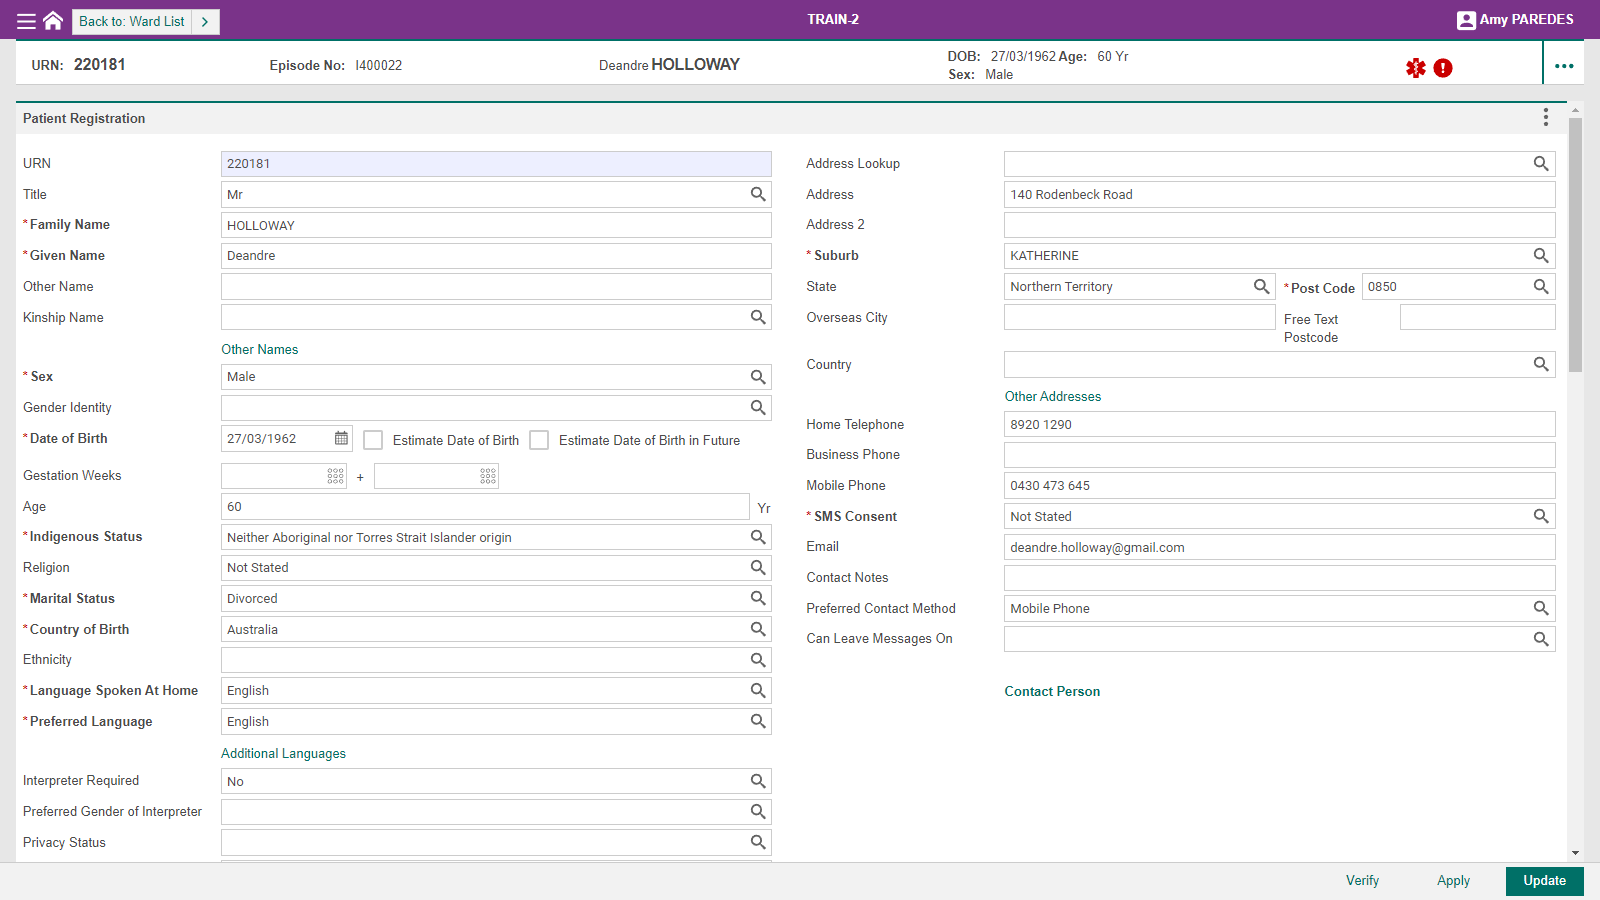 Back to: Ward List
TRAIN-2
Amy PAREDES
URN: 220181
Episode No: I400022
Deandre HOLLOWAY
DOB: 27/03/1962 Age: 60 Yr
Sex: Male
Patient Registration
URN 220181
Title Mr
* Family Name HOLLOWAY
* Given Name Deandre
Other Name
Kinship Name
Other Names
* Sex Male
Gender Identity
* Date of Birth 27/03/1962 Estimate Date of Birth Estimate Date of Birth in Future
Gestation Weeks +
Age 60 Yr
* Indigenous Status Neither Aboriginal nor Torres Strait Islander origin
Religion Not Stated
* Marital Status Divorced
* Country of Birth Australia
Ethnicity
* Language Spoken At Home English
* Preferred Language English
Additional Languages
Interpreter Required No
Preferred Gender of Interpreter
Privacy Status
Address Lookup
Address 140 Rodenbeck Road
Address 2
* Suburb KATHERINE
State Northern Territory * Post Code 0850
Overseas City Free Text
Postcode
Country
Other Addresses
Home Telephone 8920 1290
Business Phone
Mobile Phone 0430 473 645
* SMS Consent Not Stated
Email deandre.holloway@gmail.com
Contact Notes
Preferred Contact Method Mobile Phone
Can Leave Messages On
Contact Person
Verify Apply Update